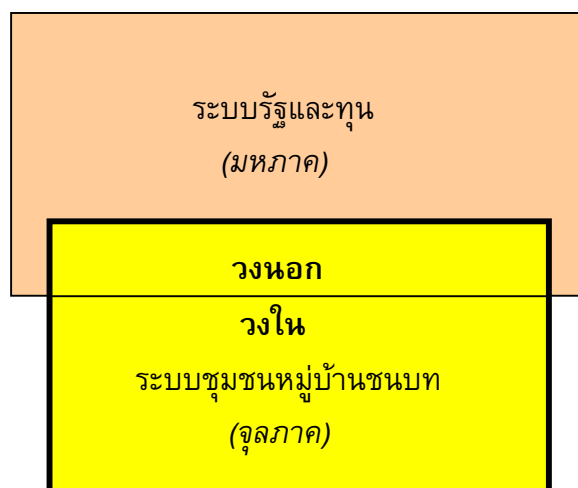 ระบบรัฐและทุน
(มหภาค)
วงนอก
วงใน
ระบบชุมชนหมู่บ้านชนบท
(จุลภาค)